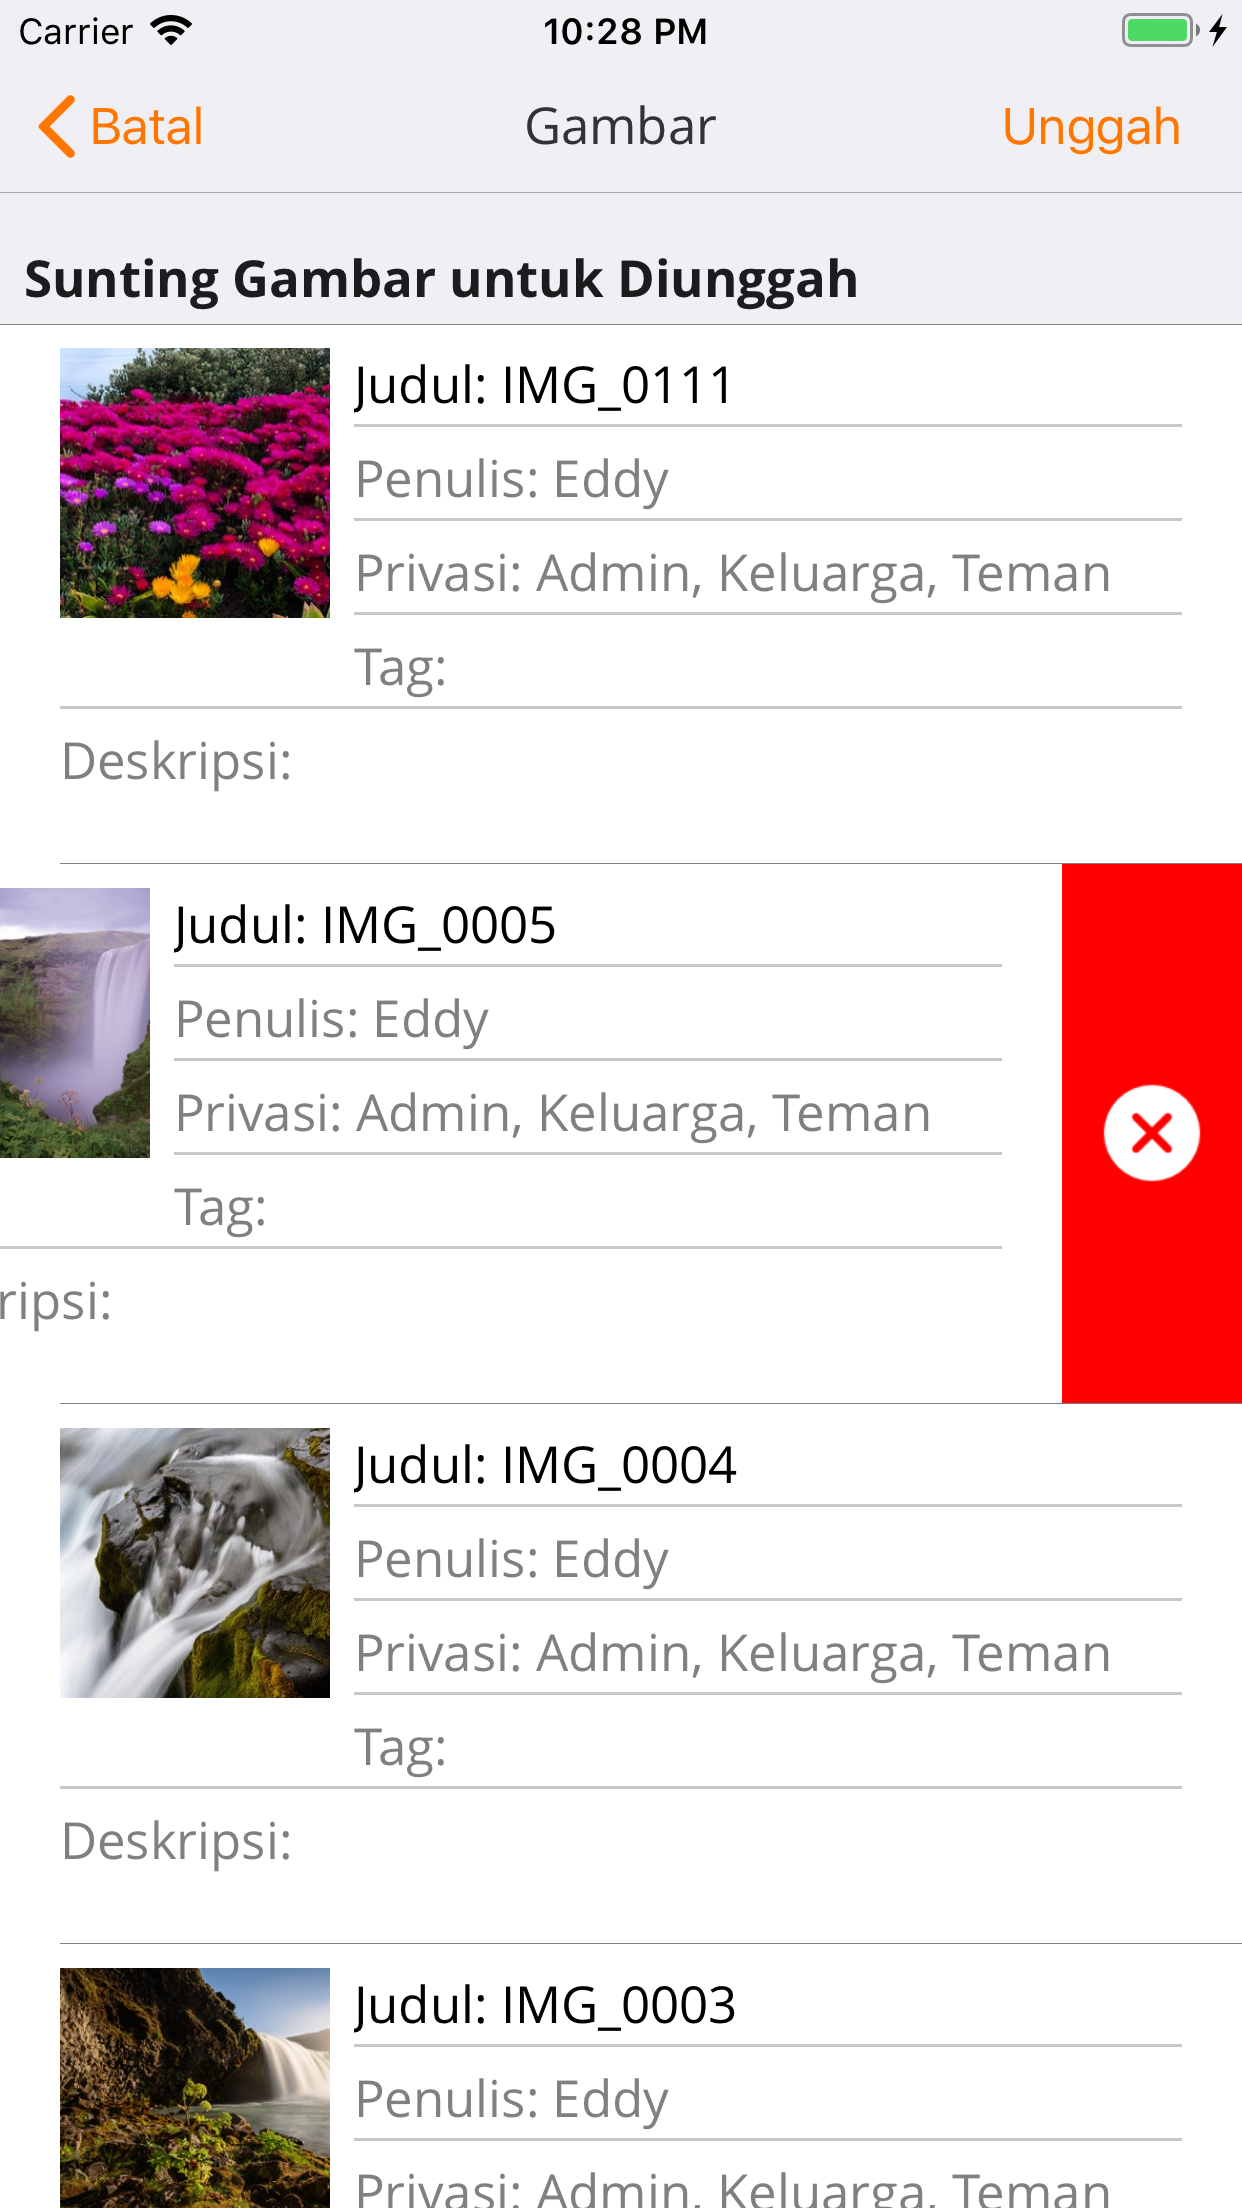 Carrier 10:28 PM
Batal Gambar Unggah
Sunting Gambar untuk Diunggah
Judul: IMG_0111
Penulis: Eddy
Privasi: Admin, Keluarga, Teman
Tag:
Deskripsi:
Judul: IMG_0005
Penulis: Eddy
Privasi: Admin, Keluarga, Teman
Tag:
ripsi:
Judul: IMG_0004
Penulis: Eddy
Privasi: Admin, Keluarga, Teman
Tag:
Deskripsi:
Judul: IMG_0003
Penulis: Eddy
Privasi: Admin, Keluarga, Teman